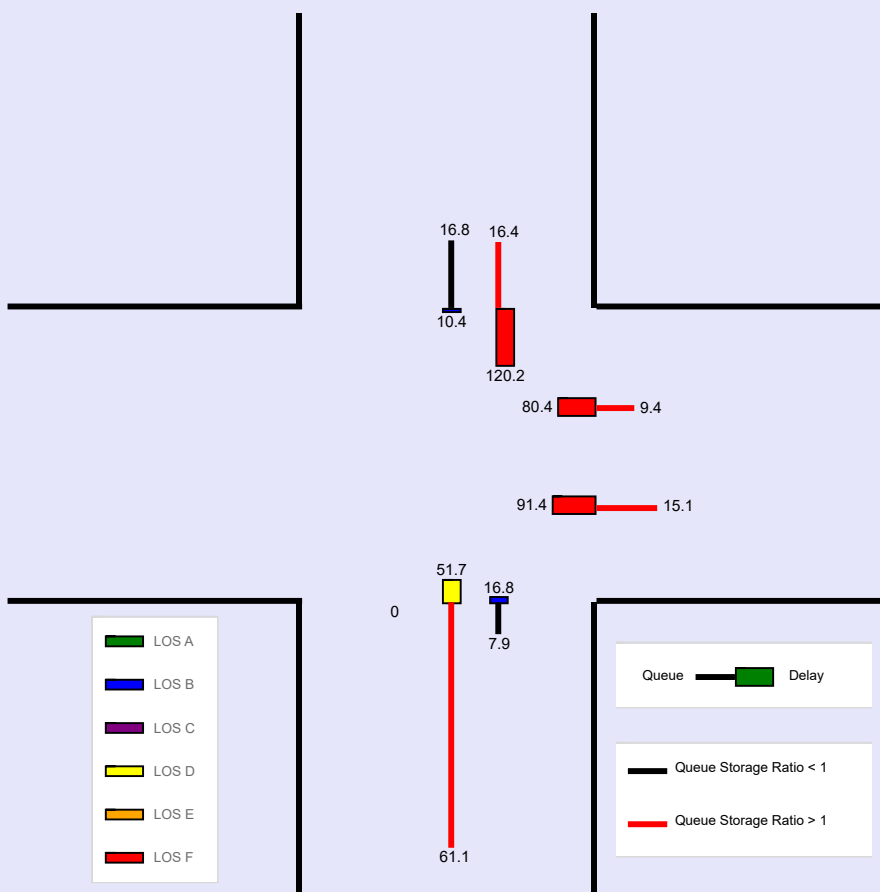 16.8
16.4
10.4
120.2
80.4
9.4
91.4
15.1
51.7
16.8
0
7.9
61.1
LOS A
LOS B
LOS C
LOS D
LOS E
LOS F
Queue
Delay
Queue Storage Ratio < 1
Queue Storage Ratio > 1